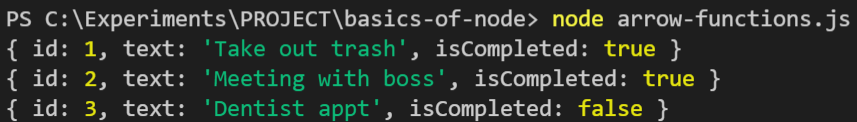 PS C:\Experiments\PROJECT\basics-of-node> node arrow-functions.js
{ id: 1, text: 'Take out trash', isCompleted: true }
{ id: 2, text: 'Meeting with boss', isCompleted: true }
{ id: 3, text: 'Dentist appt', isCompleted: false }